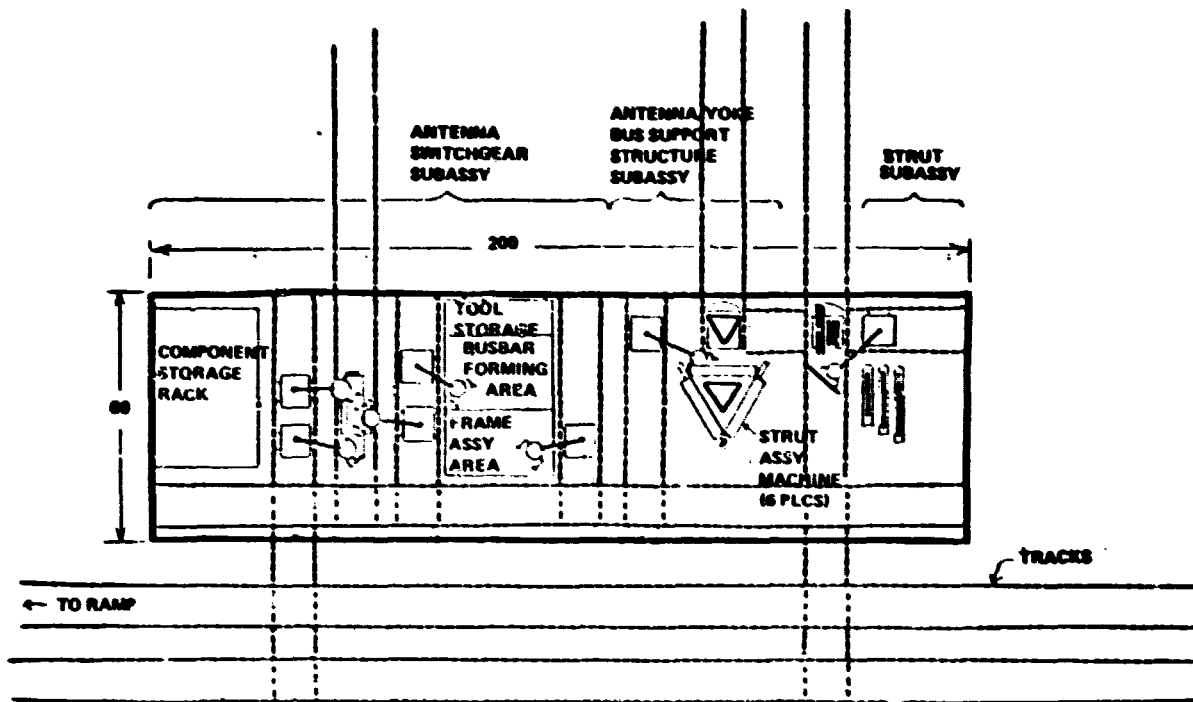 ANTENNA
SWITCHGEAR
SUBASSY
ANTENNA/YOKE
BUS SUPPORT
STRUCTURE
SUBASSY
STRUT
SUBASSY
200
COMPONENT
STORAGE
RACK
TOOL
STORAGE
BUSBAR
FORMING
AREA
FRAME
ASSY
AREA
STRUT
ASSY
MACHINE
(6 PLCS)
TRACKS
← TO RAMP